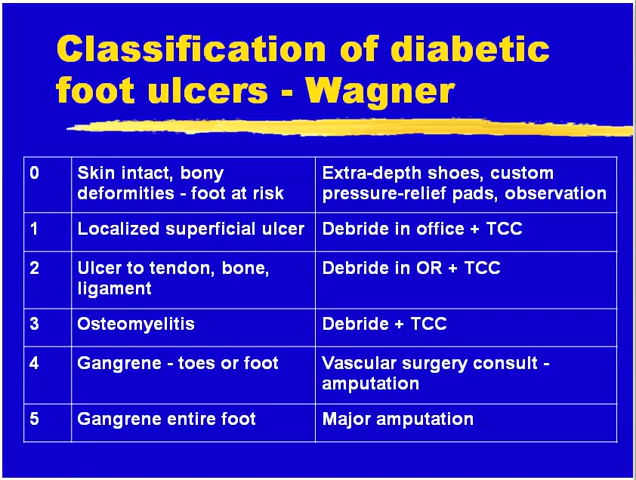 Classification of diabetic
foot ulcers - Wagner
0 Skin intact, bony Extra-depth shoes, custom
deformities - foot at risk pressure-relief pads, observation
1 Localized superficial ulcer Debride in office + TCC
2 Ulcer to tendon, bone, Debride in OR + TCC
ligament
3 Osteomyelitis Debride + TCC
4 Gangrene - toes or foot Vascular surgery consult -
amputation
5 Gangrene entire foot Major amputation